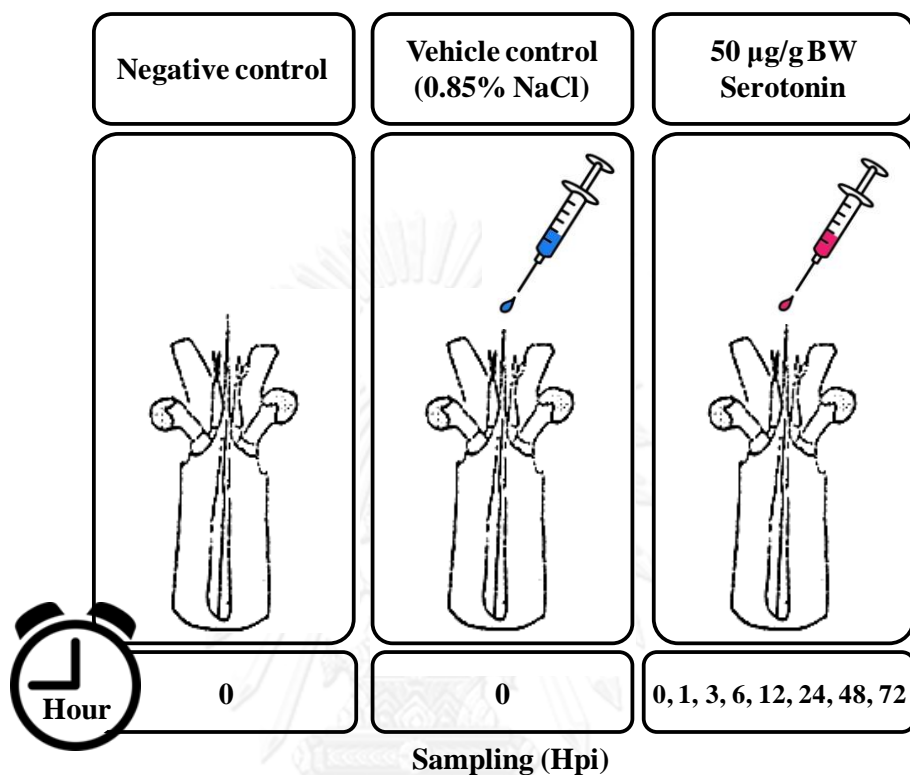 Negative control
Vehicle control
(0.85% NaCl)
50 µg/g BW
Serotonin
Hour
0
0
0, 1, 3, 6, 12, 24, 48, 72
Sampling (Hpi)